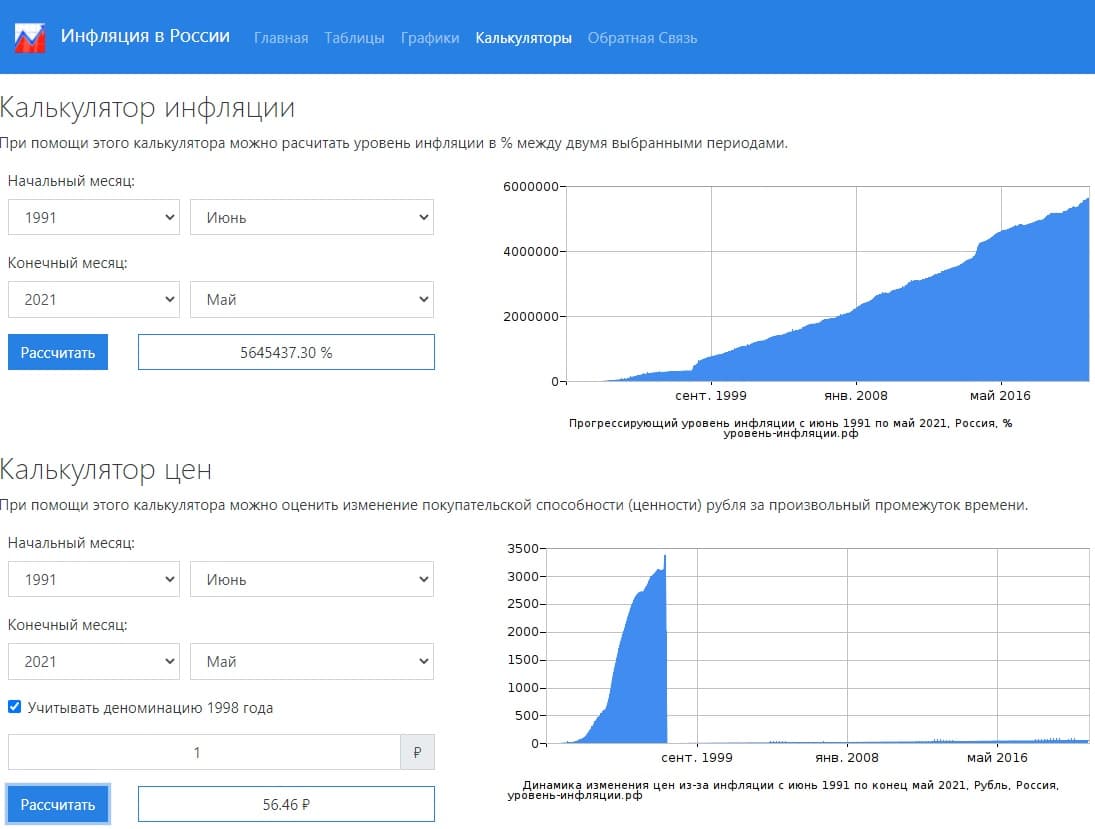 Инфляция в России Главная Таблицы Графики Калькуляторы Обратная Связь
Калькулятор инфляции
При помощи этого калькулятора можно расчитать уровень инфляции в % между двумя выбранными периодами.
Начальный месяц:
1991 Июнь
Конечный месяц:
2021 Май
Рассчитать 5645437.30 %
6000000
4000000
2000000
0
сент. 1999 янв. 2008 май 2016
Прогрессирующий уровень инфляции с июнь 1991 по май 2021, Россия, %
уровень-инфляции.рф
Калькулятор цен
При помощи этого калькулятора можно оценить изменение покупательской способности (ценности) рубля за произвольный промежуток времени.
Начальный месяц:
1991 Июнь
Конечный месяц:
2021 Май
Учитывать деноминацию 1998 года
1 ₽
Рассчитать 56.46 ₽
3500
3000
2500
2000
1500
1000
500
0
сент. 1999 янв. 2008 май 2016
Динамика изменения цен из-за инфляции с июнь 1991 по конец май 2021, Рубль, Россия,
уровень-инфляции.рф